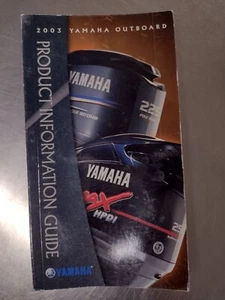 2003 YAMAHA OUTBOARD
PRODUCT INFORMATION GUIDE
YAMAHA
YAMAHA
HPDI
YAMAHA